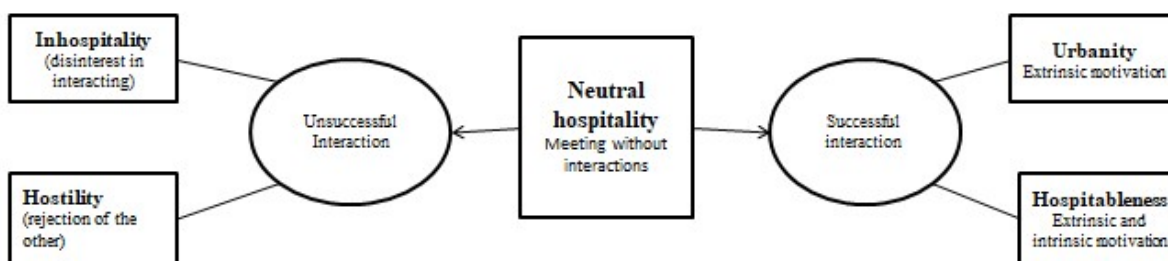 Inhospitality
(disinterest in
interacting)
Hostility
(rejection of the
other)
Unsuccessful
Interaction
Neutral
hospitality
Meeting without
interactions
Successful
interaction
Urbanity
Extrinsic motivation
Hospitableness
Extrinsic and
intrinsic motivation